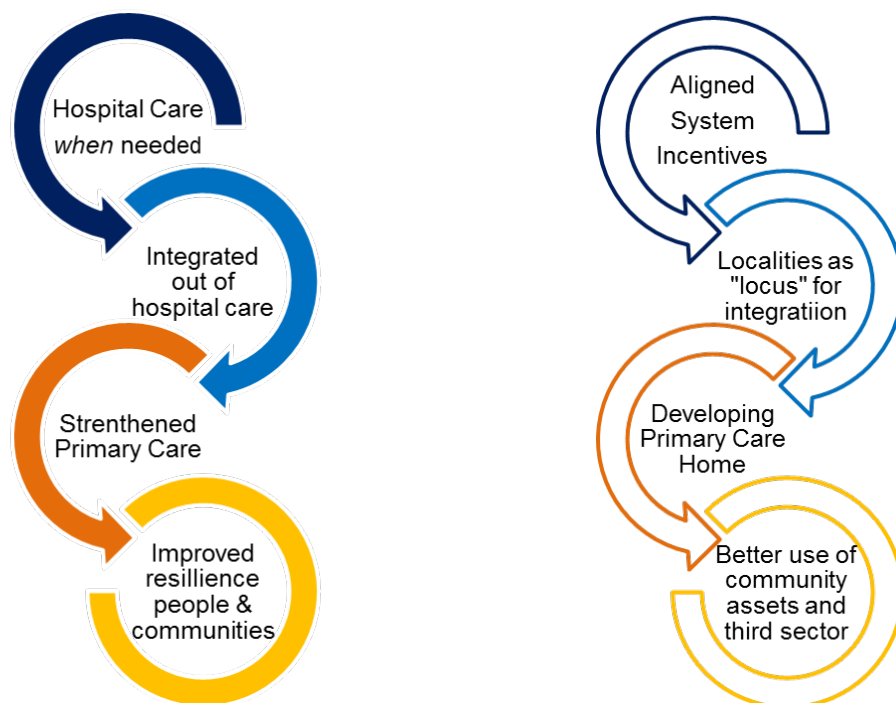 Hospital Care
when needed
Integrated
out of
hospital care
Strenthened
Primary Care
Improved
resillience
people &
communities
Aligned
System
Incentives
Localities as
"locus" for
integratiion
Developing
Primary Care
Home
Better use of
community
assets and
third sector